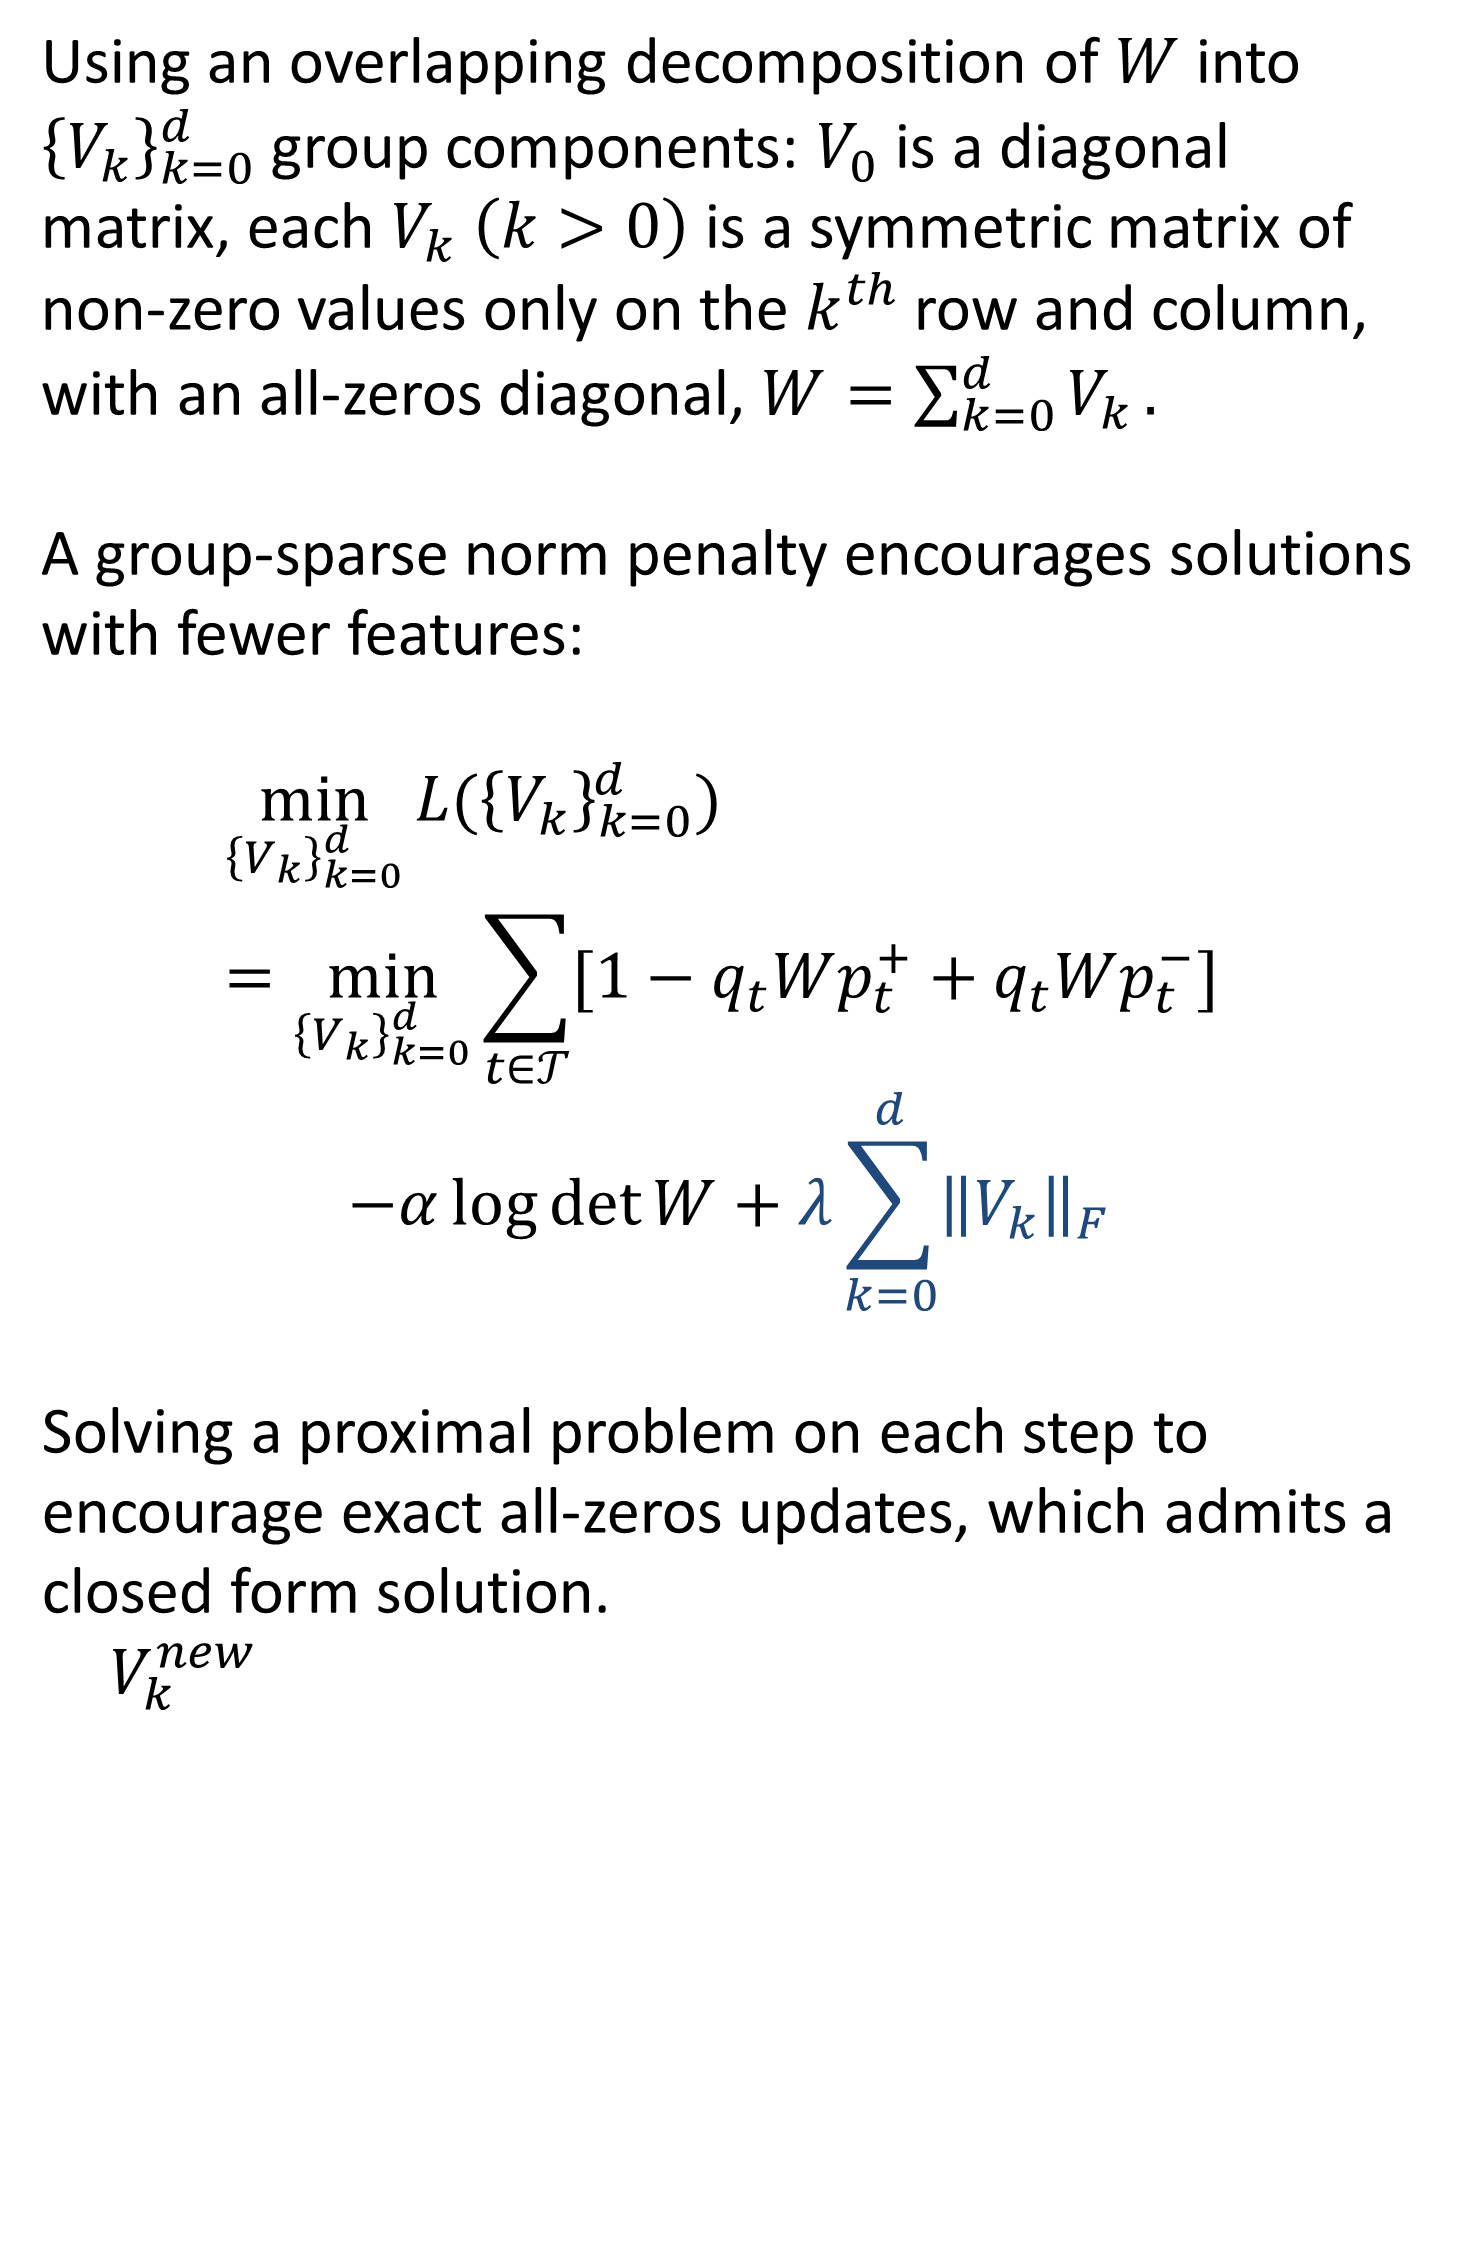 Using an overlapping decomposition of 𝑊 into
{𝑉_𝑘}_{𝑘=0}^𝑑 group components: 𝑉_0 is a diagonal
matrix, each 𝑉_𝑘 (𝑘 > 0) is a symmetric matrix of
non-zero values only on the 𝑘^{𝑡ℎ} row and column,
with an all-zeros diagonal, 𝑊 = ∑_{𝑘=0}^𝑑 𝑉_𝑘 .
A group-sparse norm penalty encourages solutions
with fewer features:
min_{{𝑉_𝑘}_{𝑘=0}^𝑑} 𝐿({𝑉_𝑘}_{𝑘=0}^𝑑)
= min_{{𝑉_𝑘}_{𝑘=0}^𝑑} ∑_{𝑡∈𝒯} [1 − 𝑞_𝑡𝑊𝑝_𝑡^+ + 𝑞_𝑡𝑊𝑝_𝑡^−]
−𝛼 log det 𝑊 + 𝜆 ∑_{𝑘=0}^𝑑 ‖𝑉_𝑘‖_𝐹
Solving a proximal problem on each step to
encourage exact all-zeros updates, which admits a
closed form solution.
𝑉_𝑘^{𝑛𝑒𝑤}